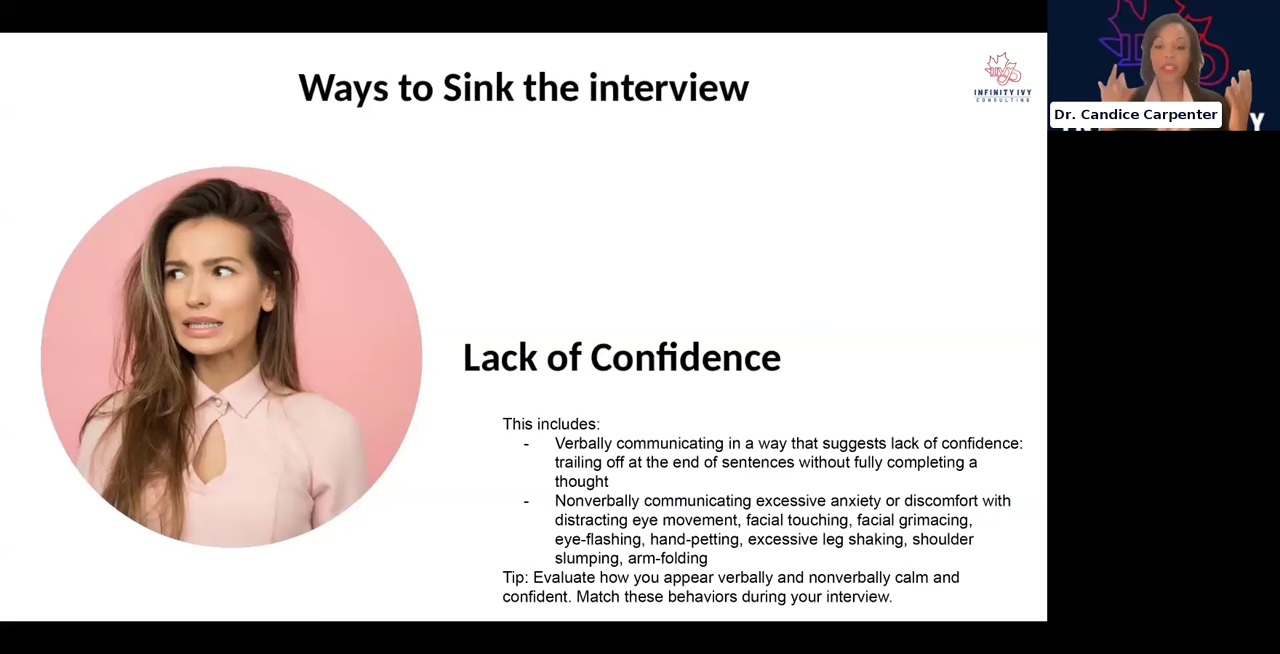 Ways to Sink the interview
INFINITY IVY
CONSULTING
Dr. Candice Carpenter
Y
Lack of Confidence
This includes:
- Verbally communicating in a way that suggests lack of confidence:
trailing off at the end of sentences without fully completing a
thought
- Nonverbally communicating excessive anxiety or discomfort with
distracting eye movement, facial touching, facial grimacing,
eye-flashing, hand-petting, excessive leg shaking, shoulder
slumping, arm-folding
Tip: Evaluate how you appear verbally and nonverbally calm and
confident. Match these behaviors during your interview.